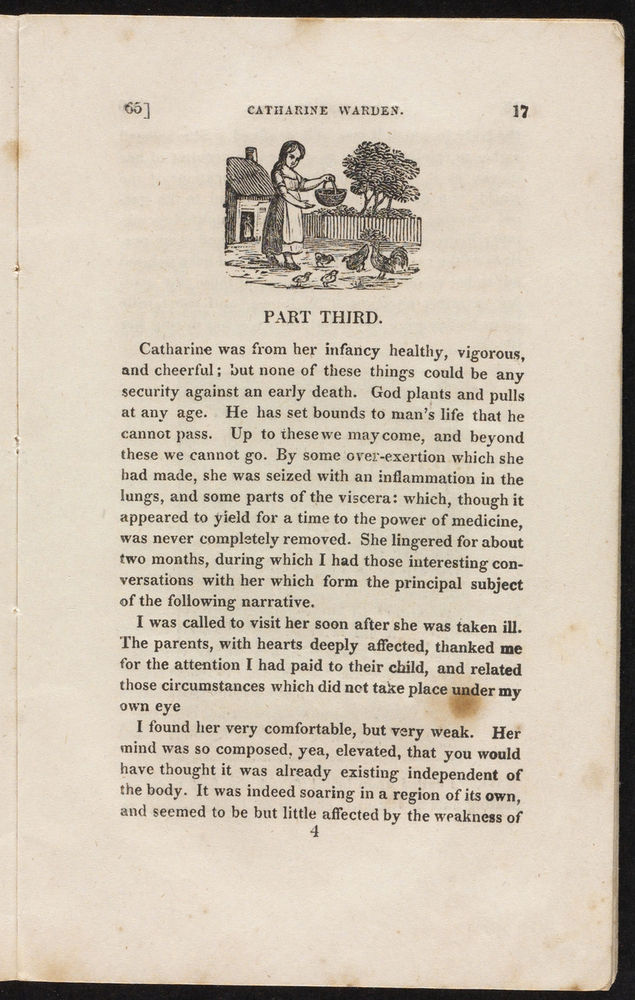 65] CATHARINE WARDEN. 17
PART THIRD.
Catharine was from her infancy healthy, vigorous,
and cheerful; but none of these things could be any
security against an early death. God plants and pulls
at any age. He has set bounds to man's life that he
cannot pass. Up to these we may come, and beyond
these we cannot go. By some over-exertion which she
had made, she was seized with an inflammation in the
lungs, and some parts of the viscera: which, though it
appeared to yield for a time to the power of medicine,
was never completely removed. She lingered for about
two months, during which I had those interesting con-
versations with her which form the principal subject
of the following narrative.
I was called to visit her soon after she was taken ill.
The parents, with hearts deeply affected, thanked me
for the attention I had paid to their child, and related
those circumstances which did not take place under my
own eye
I found her very comfortable, but very weak. Her
mind was so composed, yea, elevated, that you would
have thought it was already existing independent of
the body. It was indeed soaring in a region of its own,
and seemed to be but little affected by the weakness of
4